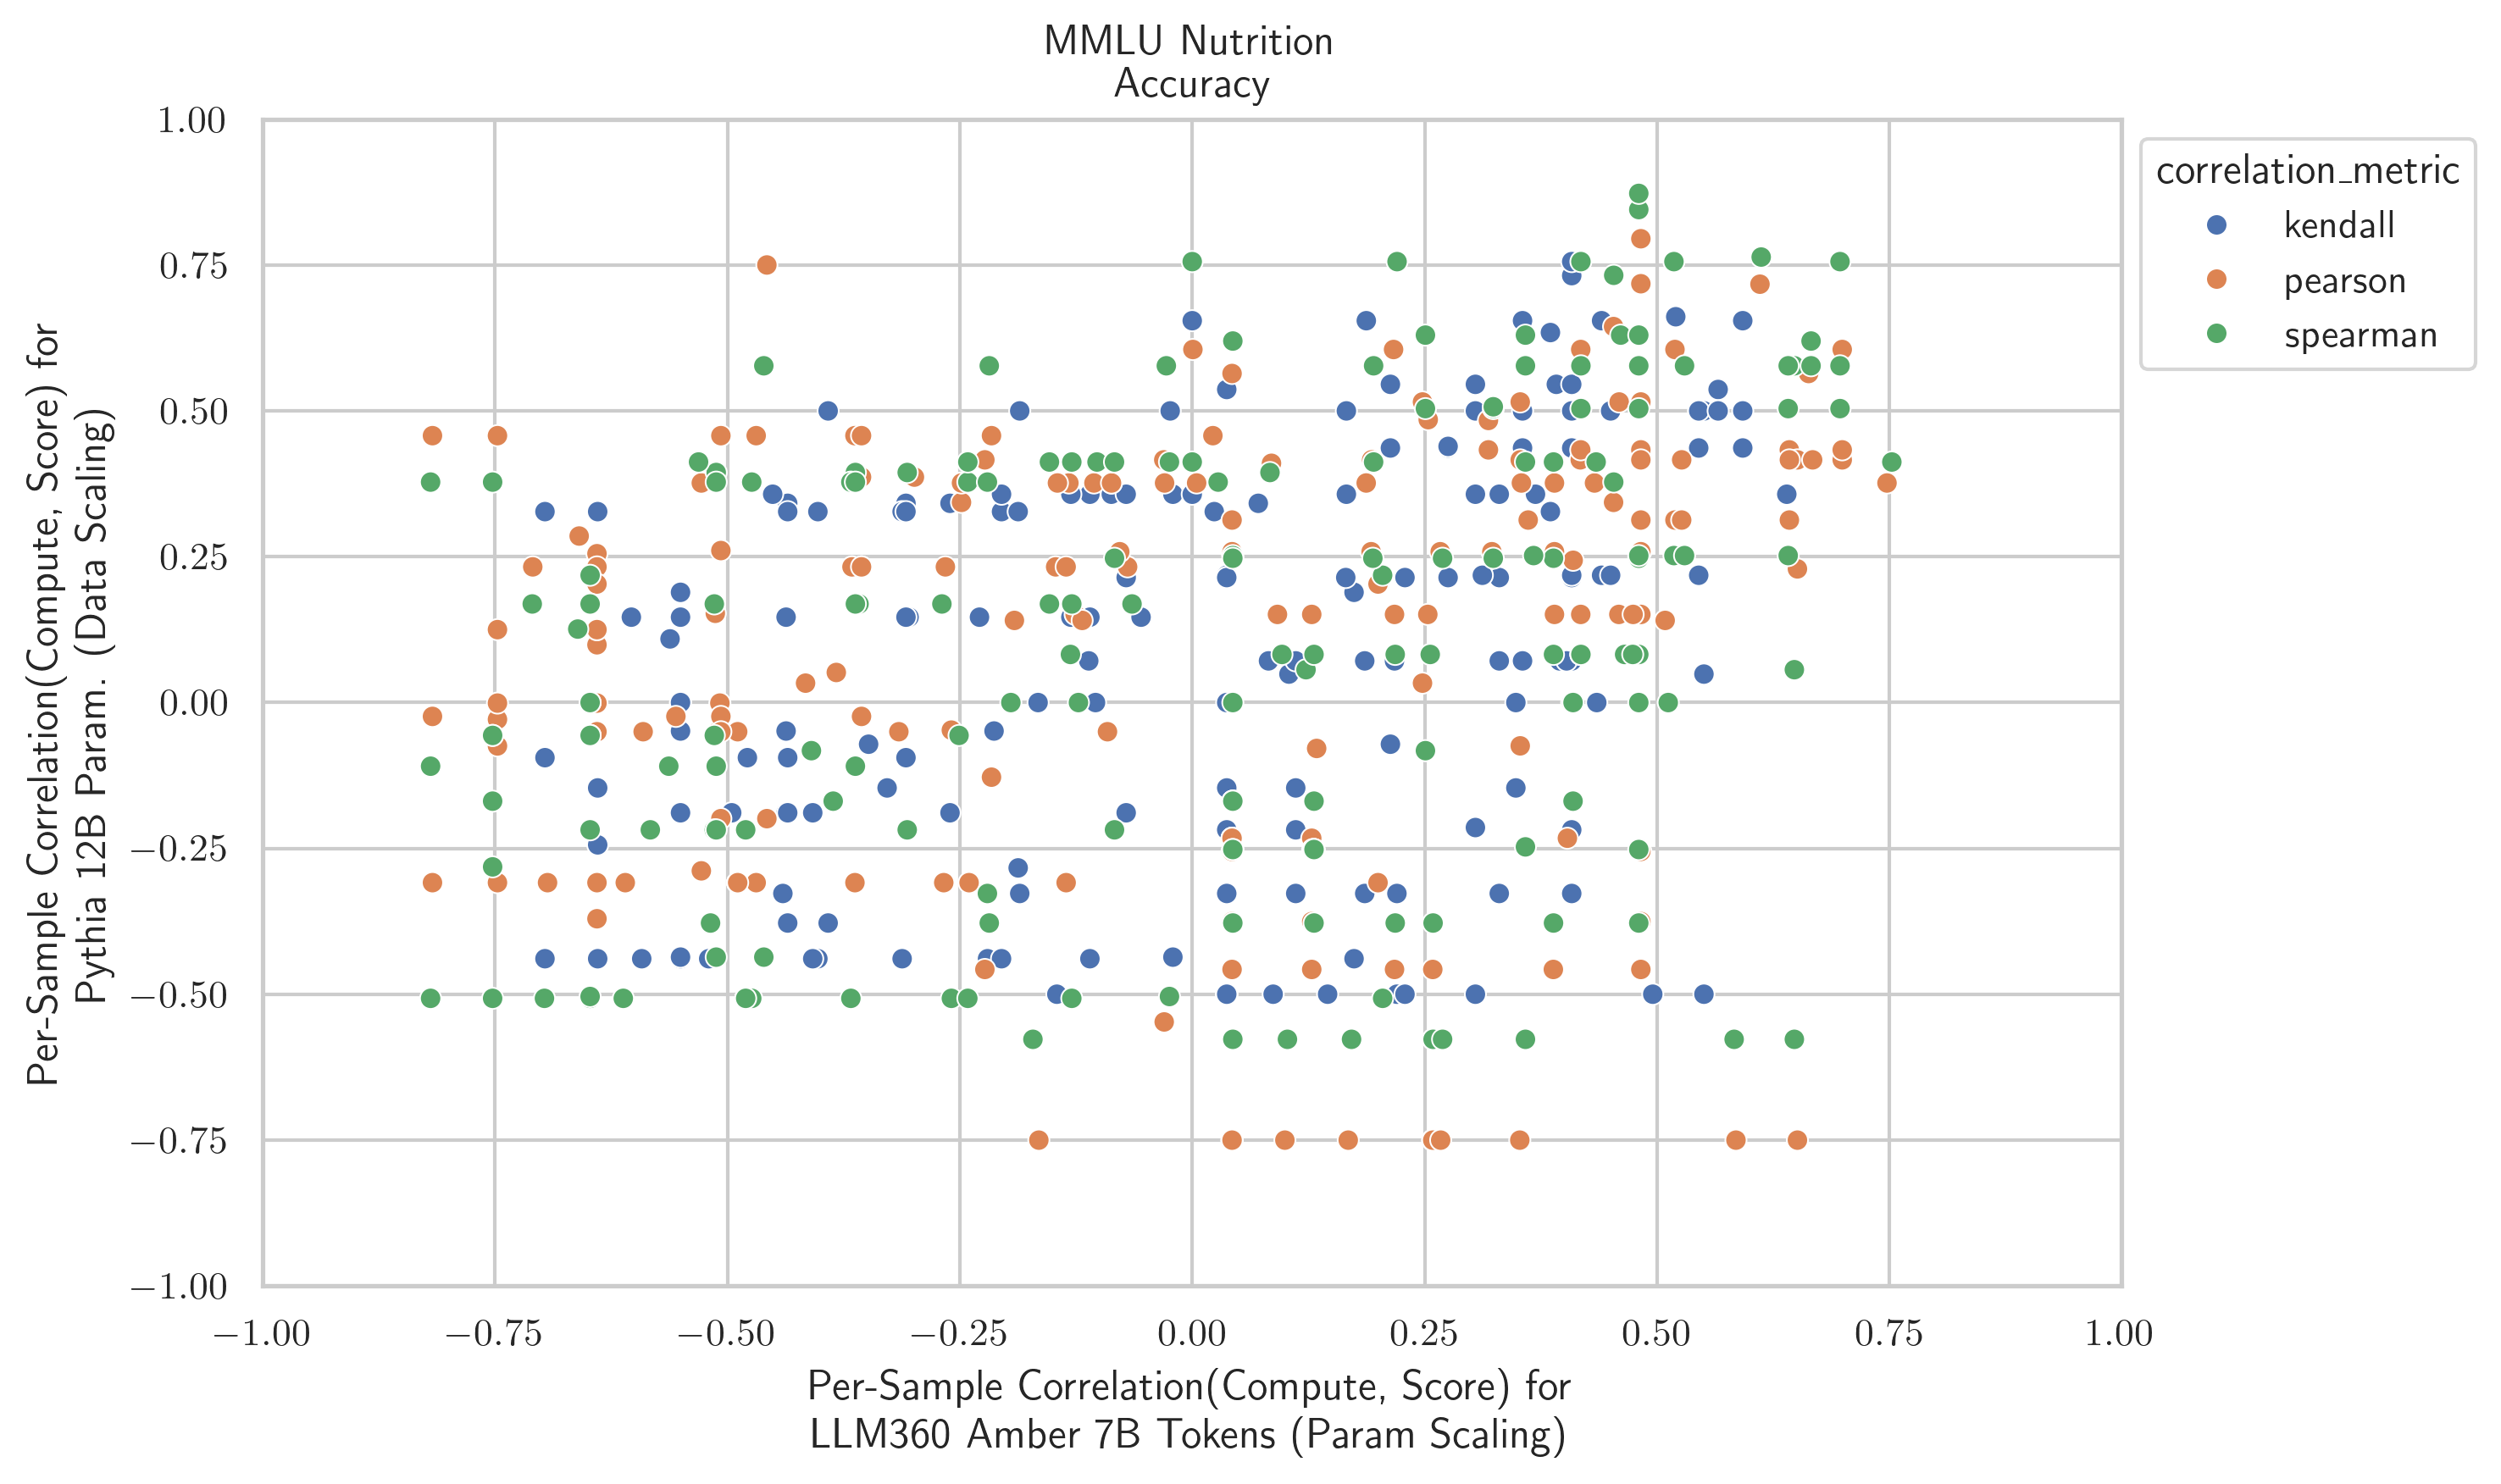 MMLU Nutrition
Accuracy
Per-Sample Correlation(Compute, Score) for
Pythia 12B Param. (Data Scaling)
1.00
0.75
0.50
0.25
0.00
−0.25
−0.50
−0.75
−1.00
−1.00
−0.75
−0.50
−0.25
0.00
0.25
0.50
0.75
1.00
Per-Sample Correlation(Compute, Score) for
LLM360 Amber 7B Tokens (Param Scaling)
correlation_metric
kendall
pearson
spearman